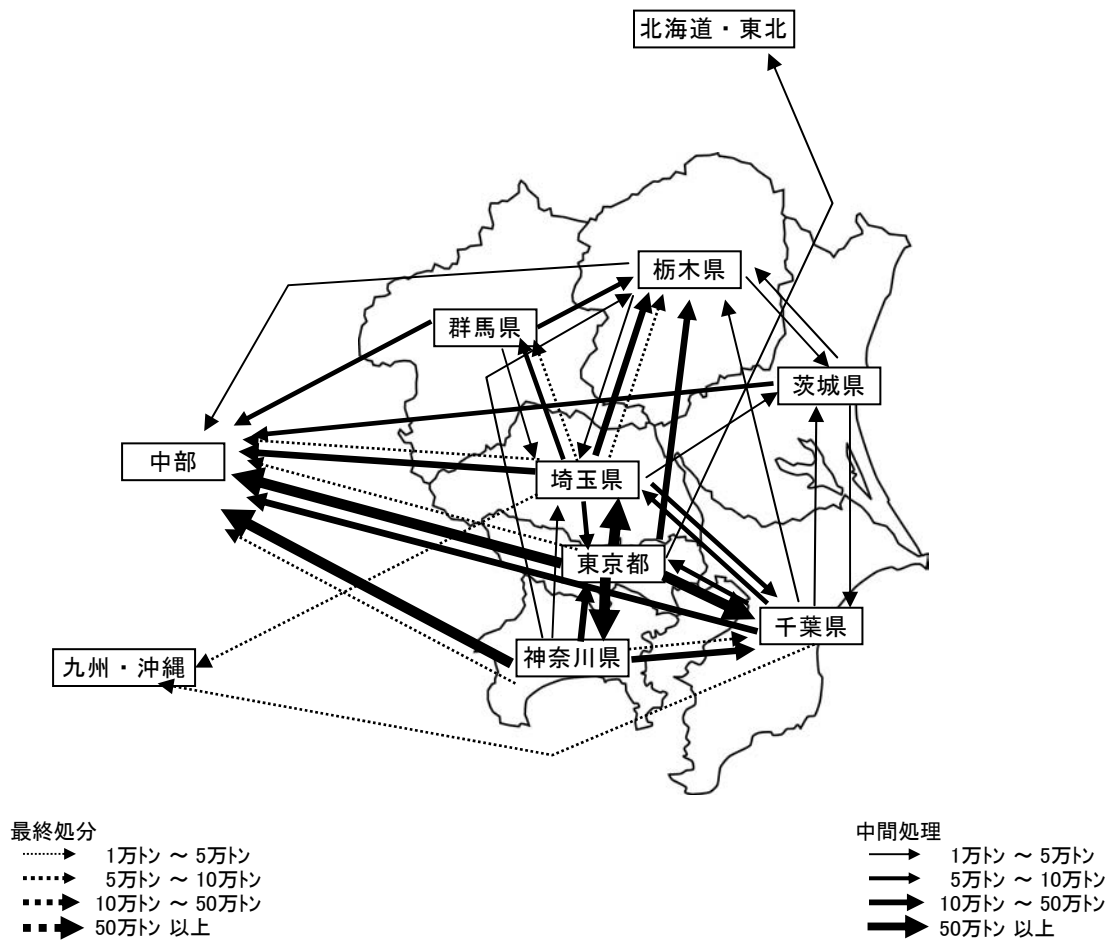 北海道・東北
栃木県
群馬県
茨城県
中部
埼玉県
東京都
千葉県
神奈川県
九州・沖縄
最終処分
1万トン ～ 5万トン
5万トン ～ 10万トン
10万トン ～ 50万トン
50万トン 以上
中間処理
1万トン ～ 5万トン
5万トン ～ 10万トン
10万トン ～ 50万トン
50万トン 以上